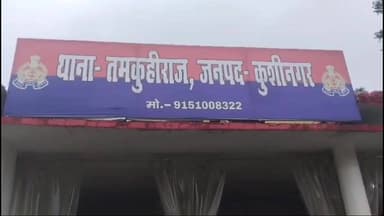 थाना- तमकुहीराज, जनपद- कुशीनगर
मो.- 9151008322